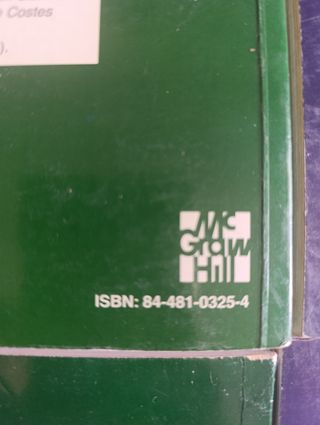 Costes
).
Mc
Graw
Hill
ISBN: 84-481-0325-4